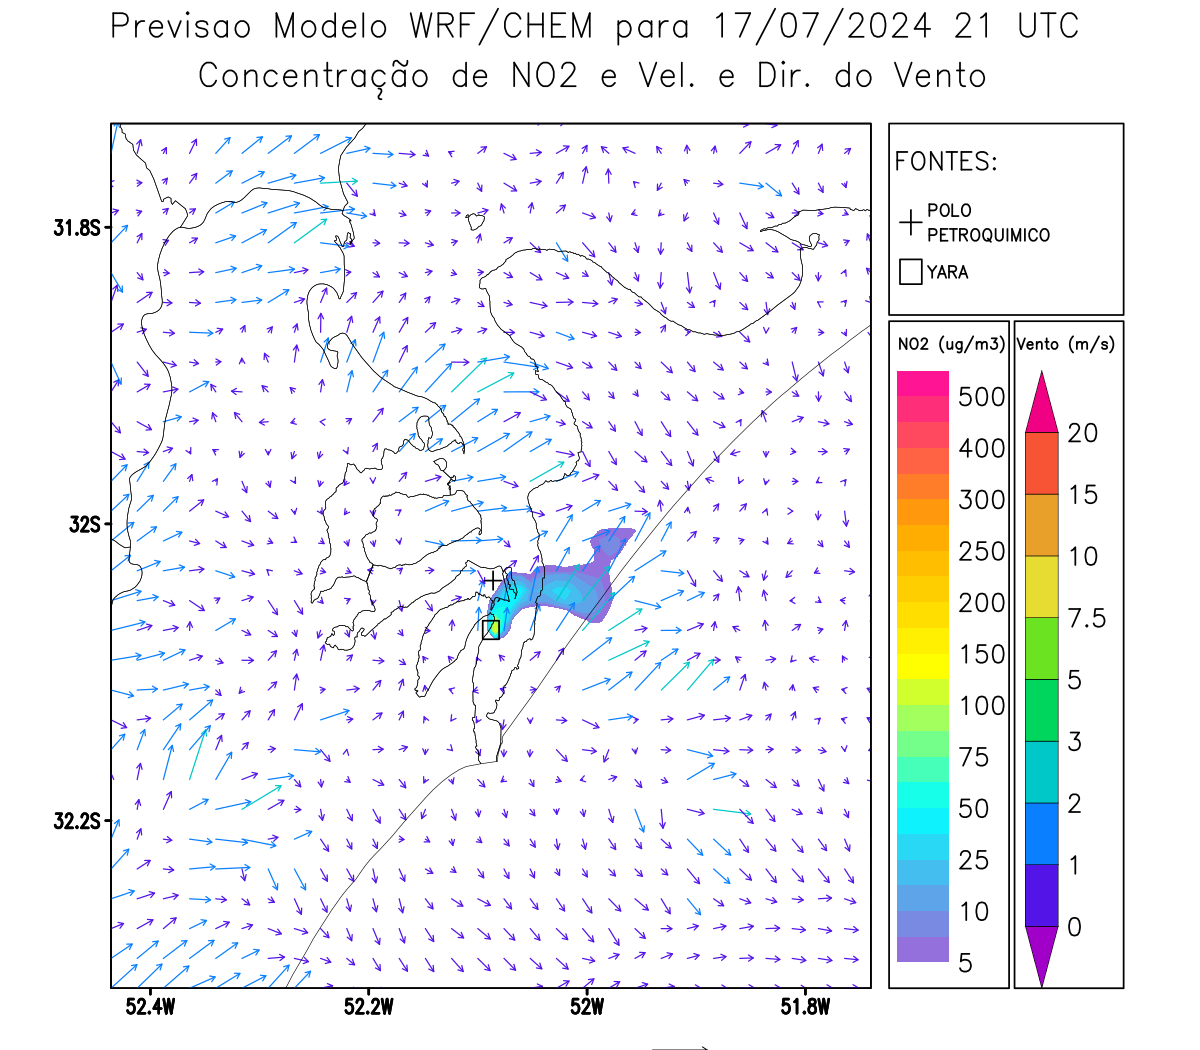 Previsao Modelo WRF/CHEM para 17/07/2024 21 UTC
Concentração de NO2 e Vel. e Dir. do Vento
FONTES:
POLO
PETROQUIMICO
YARA
NO2 (ug/m3)
500
400
300
250
200
150
100
75
50
25
10
5
Vento (m/s)
20
15
10
7.5
5
3
2
1
0
31.8S
32S
32.2S
52.4W
52.2W
52W
51.8W